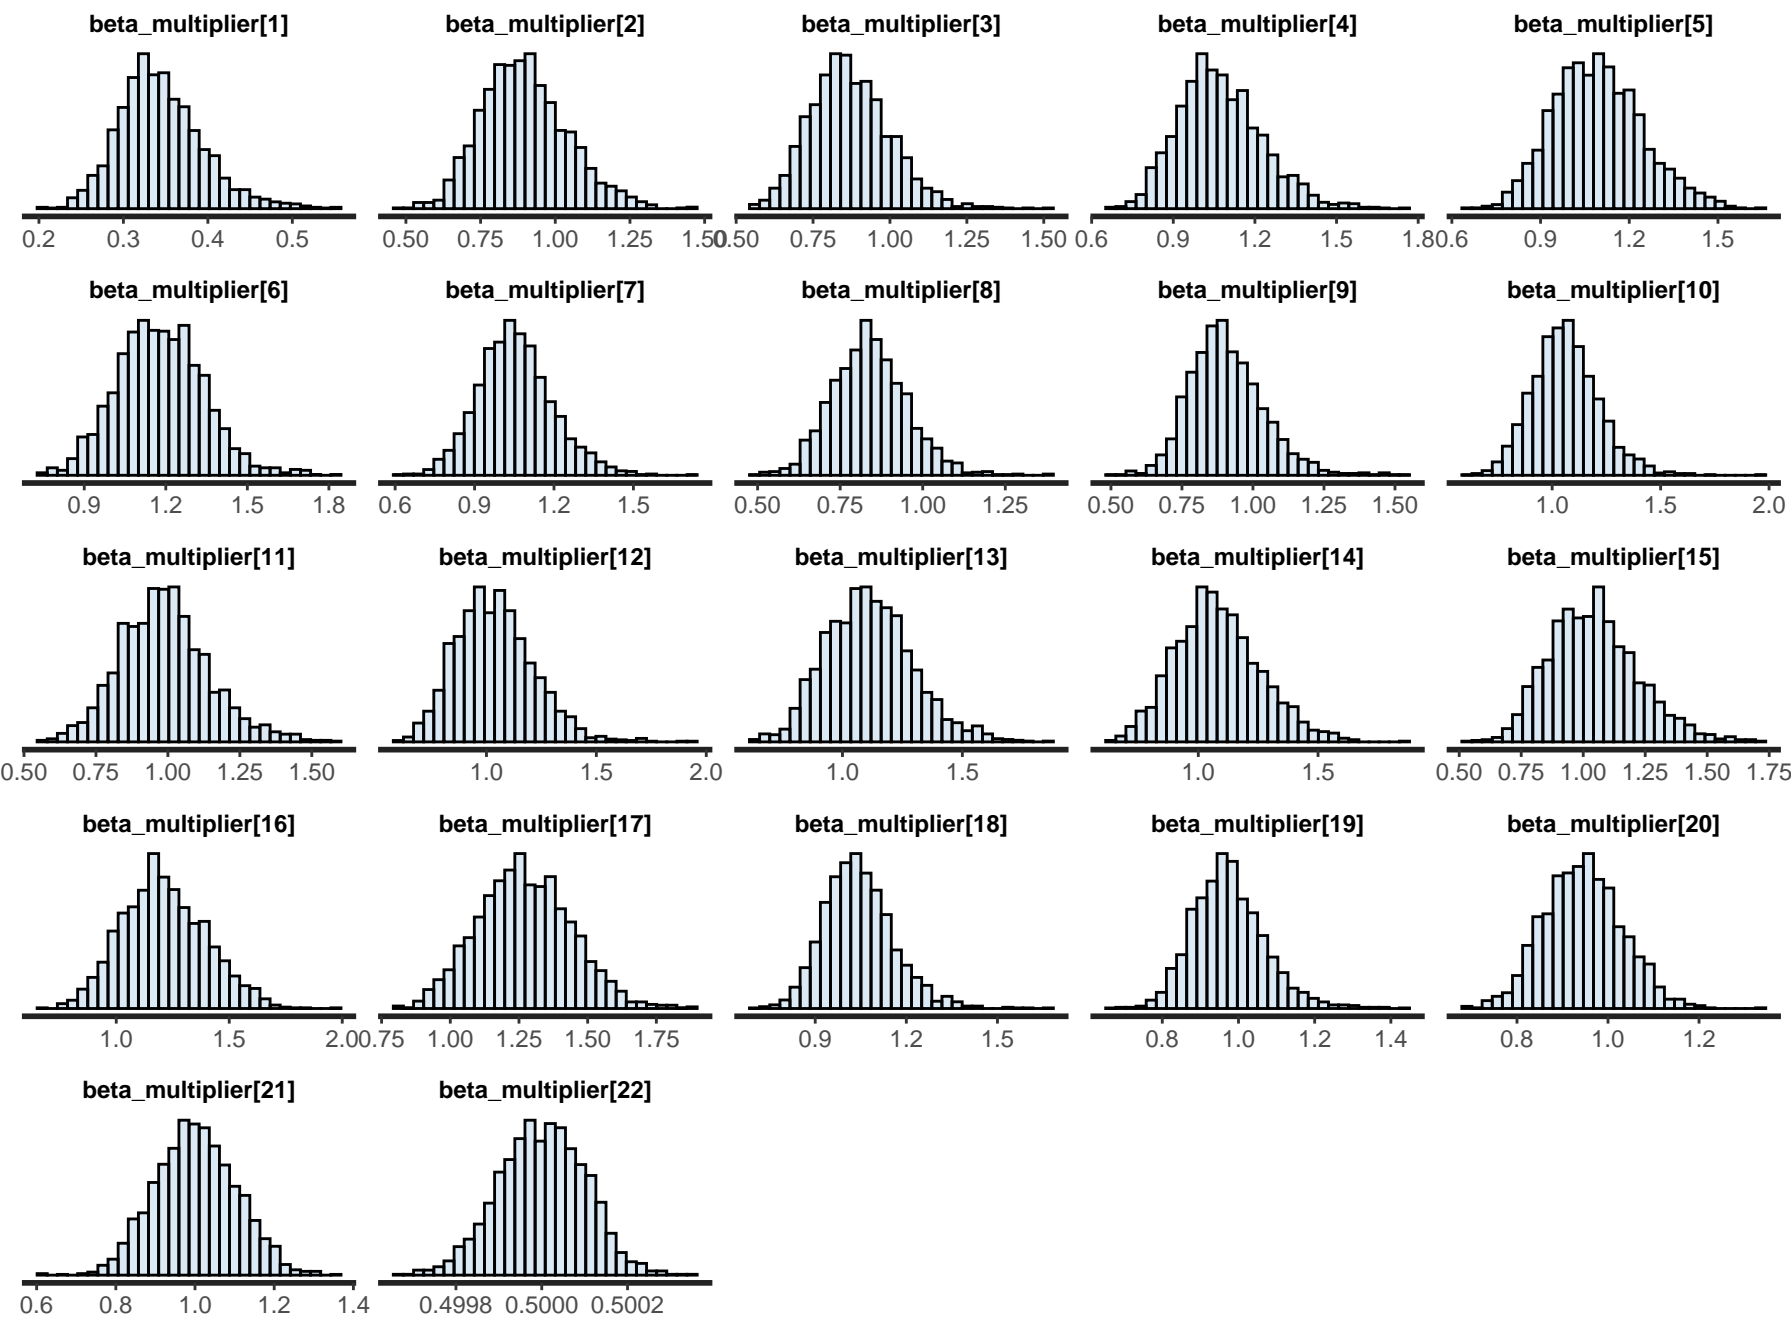 beta_multiplier[1] beta_multiplier[2] beta_multiplier[3] beta_multiplier[4] beta_multiplier[5]
0.2 0.3 0.4 0.5 0.50 0.75 1.00 1.25 1.50 0.50 0.75 1.00 1.25 1.50 0.6 0.9 1.2 1.5 1.8 0.6 0.9 1.2 1.5
beta_multiplier[6] beta_multiplier[7] beta_multiplier[8] beta_multiplier[9] beta_multiplier[10]
0.9 1.2 1.5 1.8 0.6 0.9 1.2 1.5 0.50 0.75 1.00 1.25 0.50 0.75 1.00 1.25 1.50 1.0 1.5 2.0
beta_multiplier[11] beta_multiplier[12] beta_multiplier[13] beta_multiplier[14] beta_multiplier[15]
0.50 0.75 1.00 1.25 1.50 1.0 1.5 2.0 1.0 1.5 1.0 1.5 0.50 0.75 1.00 1.25 1.50 1.75
beta_multiplier[16] beta_multiplier[17] beta_multiplier[18] beta_multiplier[19] beta_multiplier[20]
1.0 1.5 2.0 0.75 1.00 1.25 1.50 1.75 0.9 1.2 1.5 0.8 1.0 1.2 1.4 0.8 1.0 1.2
beta_multiplier[21] beta_multiplier[22]
0.6 0.8 1.0 1.2 1.4 0.4998 0.5000 0.5002